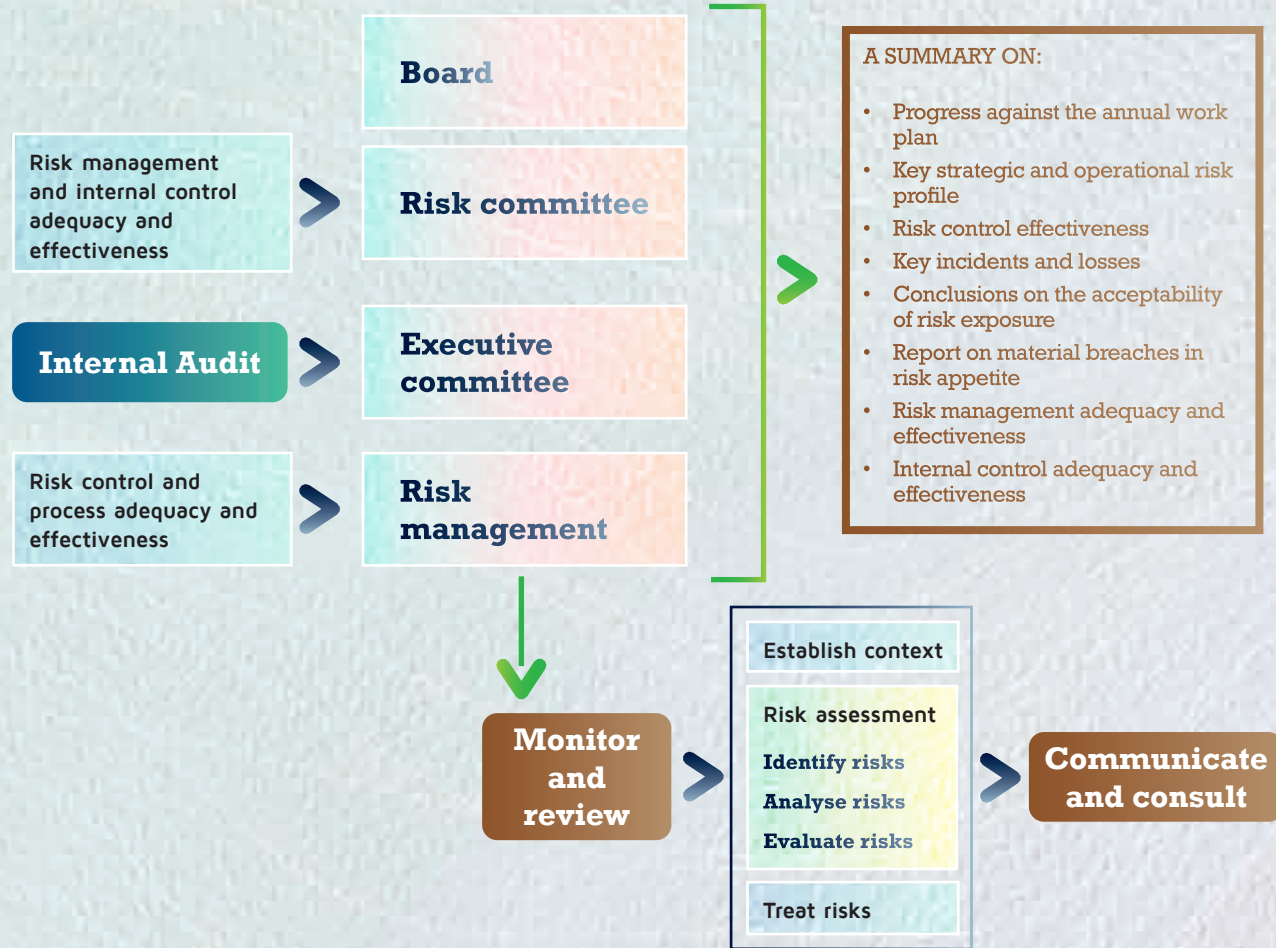 Board
Risk management
and internal control
adequacy and
effectiveness
Risk committee
Internal Audit
Executive
committee
Risk control and
process adequacy and
effectiveness
Risk
management
A SUMMARY ON:
• Progress against the annual work
plan
• Key strategic and operational risk
profile
• Risk control effectiveness
• Key incidents and losses
• Conclusions on the acceptability
of risk exposure
• Report on material breaches in
risk appetite
• Risk management adequacy and
effectiveness
• Internal control adequacy and
effectiveness
Monitor
and
review
Establish context
Risk assessment
Identify risks
Analyse risks
Evaluate risks
Treat risks
Communicate
and consult